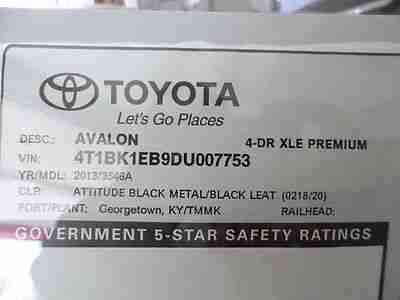 TOYOTA
Let's Go Places
DESC.: AVALON 4-DR XLE PREMIUM
VIN: 4T1BK1EB9DU007753
YR/MDL: 2013/3546A
CLR: ATTITUDE BLACK METAL/BLACK LEAT (0218/20)
PORT/PLANT: Georgetown, KY/TMMK RAILHEAD:
GOVERNMENT 5-STAR SAFETY RATINGS